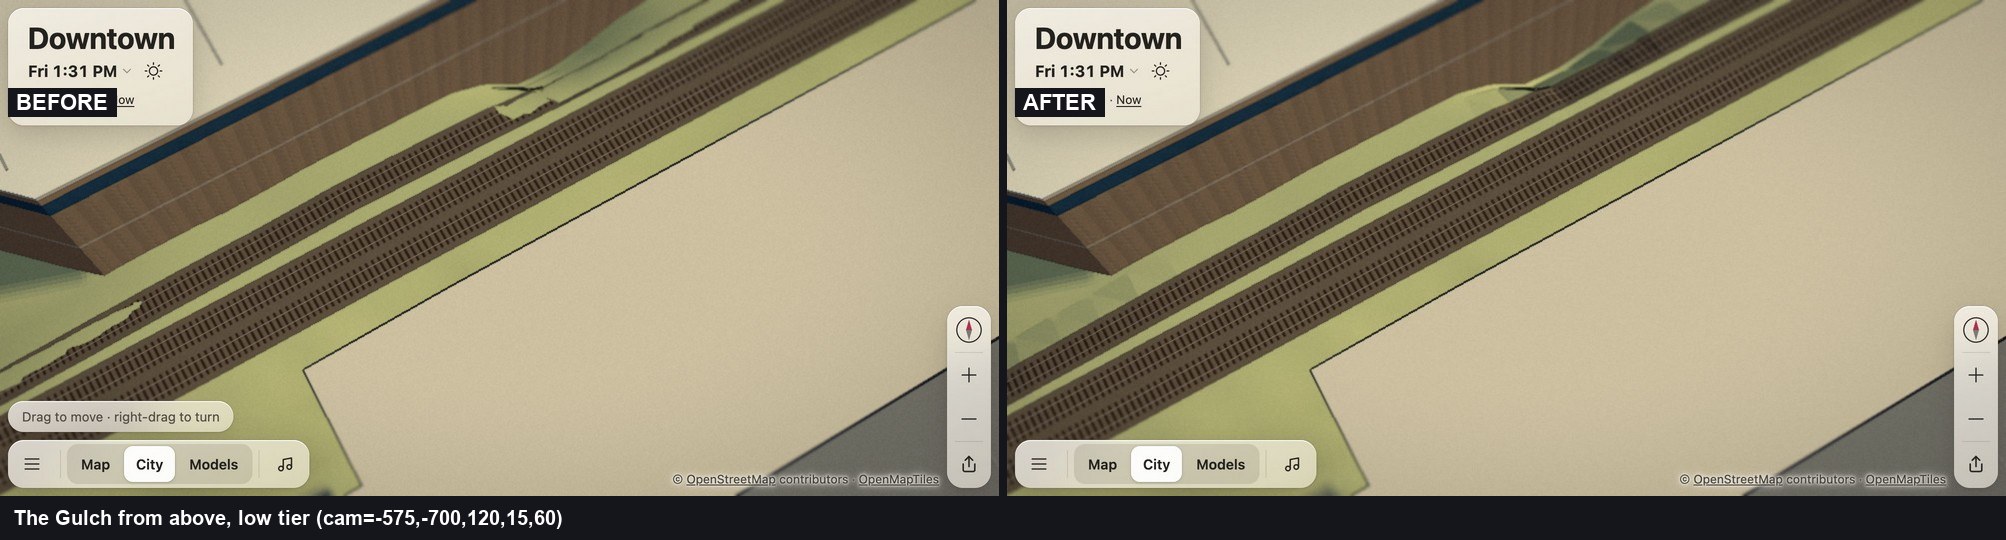 Downtown
Fri 1:31 PM
BEFORE
ow
Drag to move · right-drag to turn
Map City Models
© OpenStreetMap contributors OpenMapTiles
Downtown
Fri 1:31 PM
AFTER · Now
Map City Models
© OpenStreetMap contributors OpenMapTiles
The Gulch from above, low tier (cam=-575,-700,120,15,60)